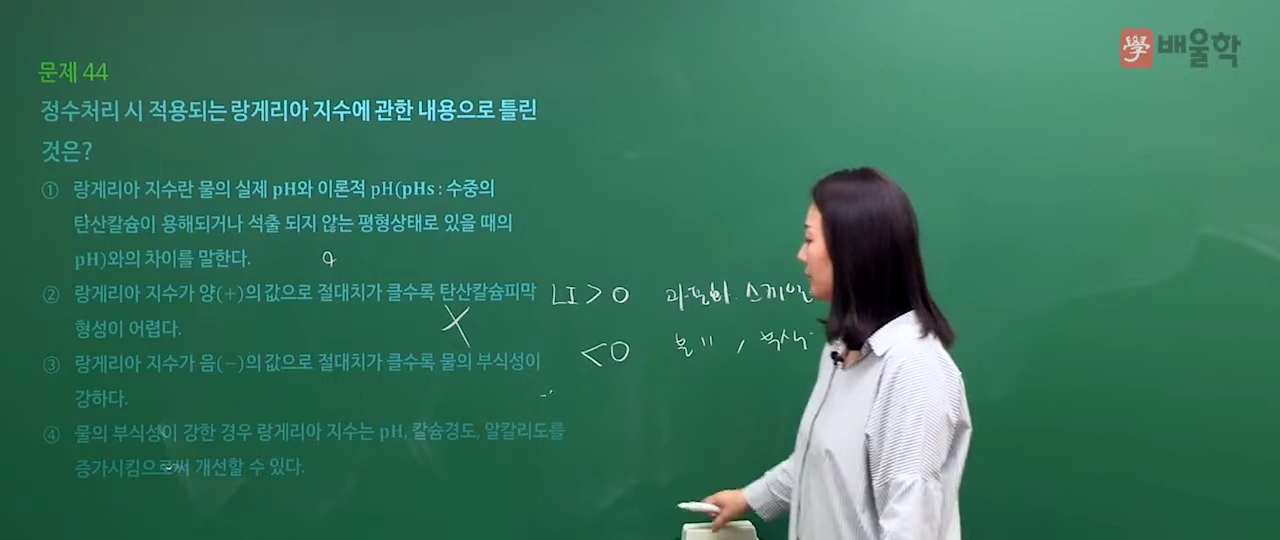 學 배울학
문제 44
정수처리 시 적용되는 랑게리아 지수에 관한 내용으로 틀린
것은?
① 랑게리아 지수란 물의 실제 pH와 이론적 pH(pHs : 수중의
탄산칼슘이 용해되거나 석출 되지 않는 평형상태로 있을 때의
pH)와의 차이를 말한다.
② 랑게리아 지수가 양(+)의 값으로 절대치가 클수록 탄산칼슘피막
형성이 어렵다.
③ 랑게리아 지수가 음(-)의 값으로 절대치가 클수록 물의 부식성이
강하다.
④ 물의 부식성이 강한 경우 랑게리아 지수는 pH, 칼슘경도, 알칼리도를
증가시킴으로써 개선할 수 있다.
X
LI > 0 과포화 스케일
< 0 불 〃 , 부식